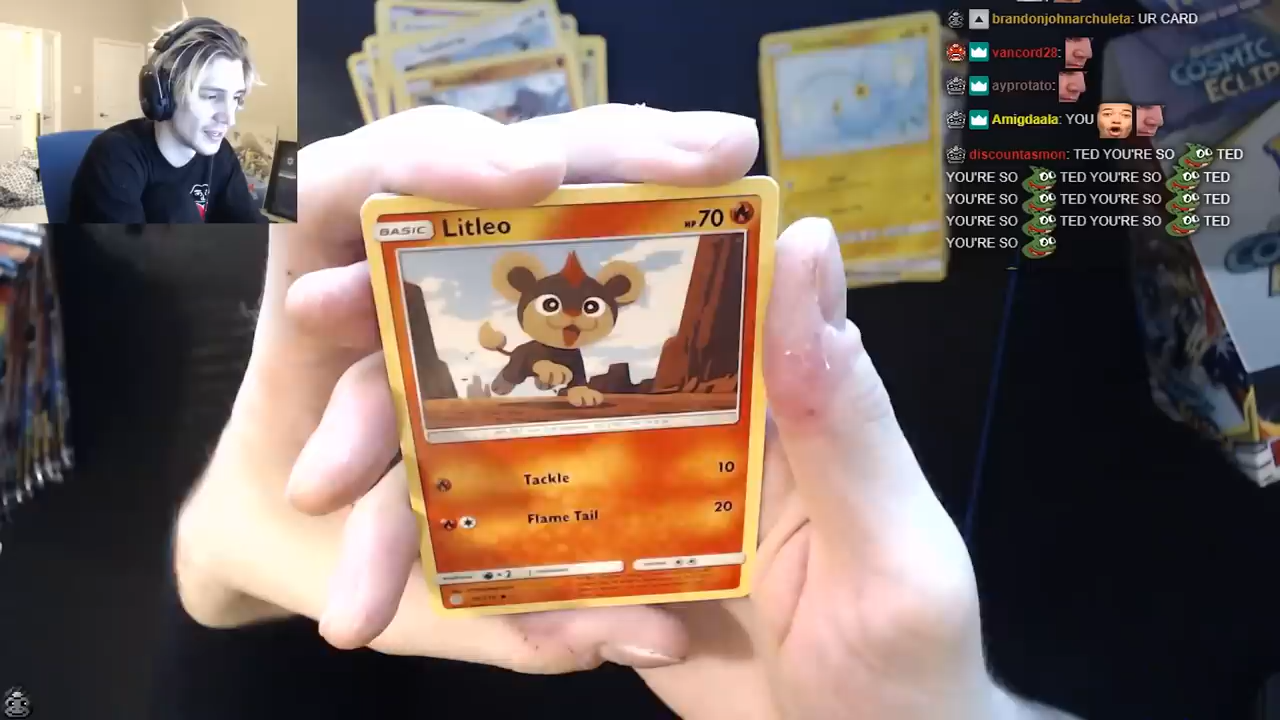 brandonjohnarchuleta: UR CARD
vancord28:
ayprotato:
Amigdaala: YOU
discountasmon: TED YOU'RE SO TED
YOU'RE SO TED YOU'RE SO TED
YOU'RE SO TED YOU'RE SO TED
YOU'RE SO TED YOU'RE SO TED
YOU'RE SO
COSMIC
ECLIP
BASIC Litleo HP 70
Tackle 10
Flame Tail 20